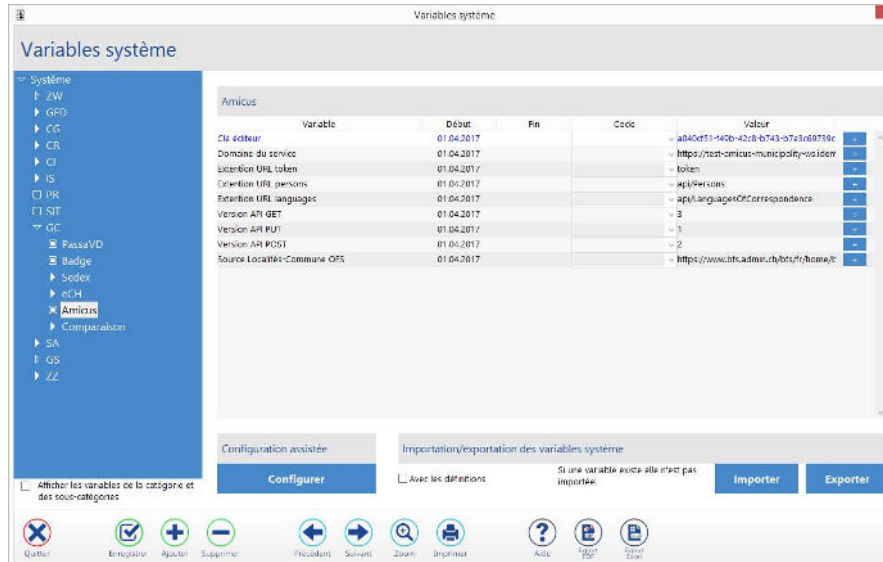 Variables système
Variables système
Système
ZW
GED
CG
CR
CI
IS
PR
SIT
GC
PassaVD
Badge
Sedex
eCH
Amicus
Comparaison
SA
GS
ZZ
Afficher les variables de la catégorie et
des sous-catégories
Amicus
Variable Début Fin Code Valeur
Clé éditeur 01.04.2017
Domaine du service 01.04.2017 https://test-amicus-municipality-ws.iden
Extention URL token 01.04.2017 token
Extention URL persons 01.04.2017 api/Persons
Extention URL languages 01.04.2017 api/LanguagesOfCorrespondence
Version API GET 01.04.2017 3
Version API PUT 01.04.2017 1
Version API POST 01.04.2017 2
Source Localités-Commune OFS 01.04.2017 https://www.bfs.admin.ch/bfs/fr/home/b
Configuration assistée
Configurer
Importation/exportation des variables système
Avec les définitions
Si une variable existe elle n'est pas
importée.
Importer
Exporter
Quitter
Enregistrer
Ajouter
Supprimer
Précédent
Suivant
Zoom
Imprimer
Aide
Export
PDF
Export
Excel